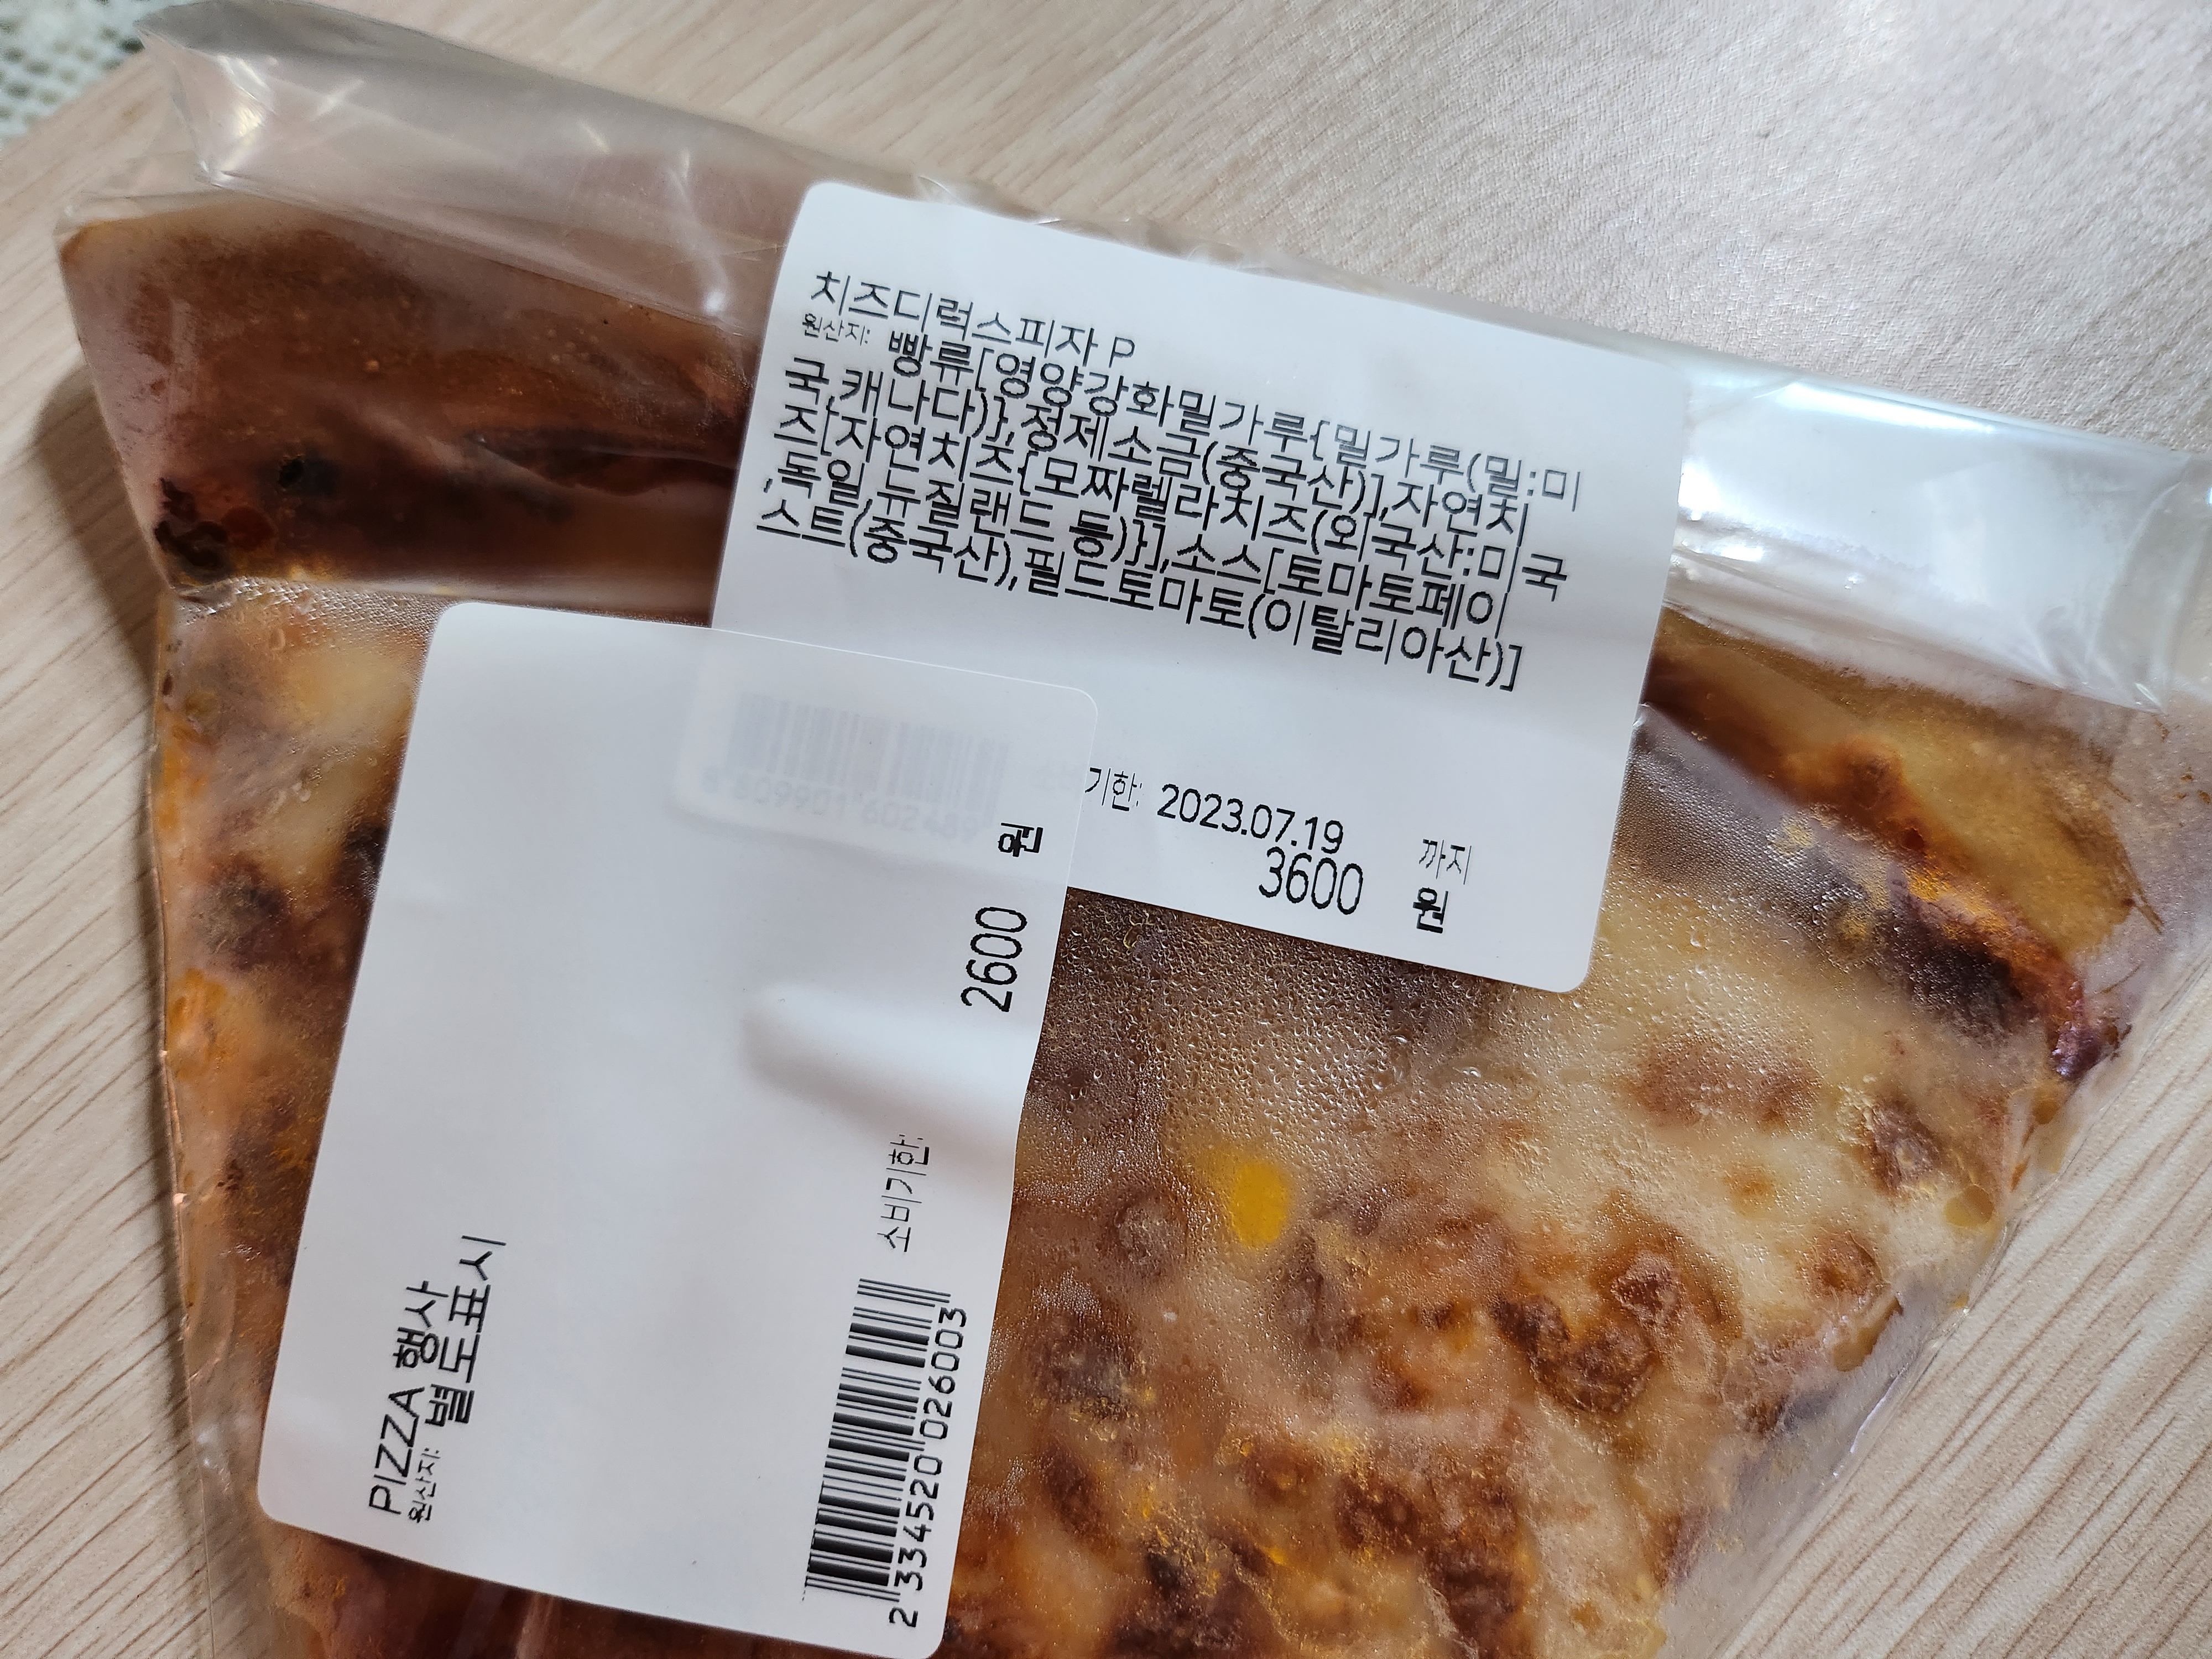 치즈디럭스피자 P
원산지: 빵류[영양강화밀가루{밀가루(밀:미
국,캐나다)},정제소금(중국산)],자연치
즈[자연치즈{모짜렐라치즈(외국산:미국
,독일,뉴질랜드 등)}],소스[토마토페이
스트(중국산),필드토마토(이탈리아산)]
기한: 2023.07.19 까지
3600 원
PIZZA 행사
원산지: 별도표시
소비기한:
2600 원
2 334520 026003